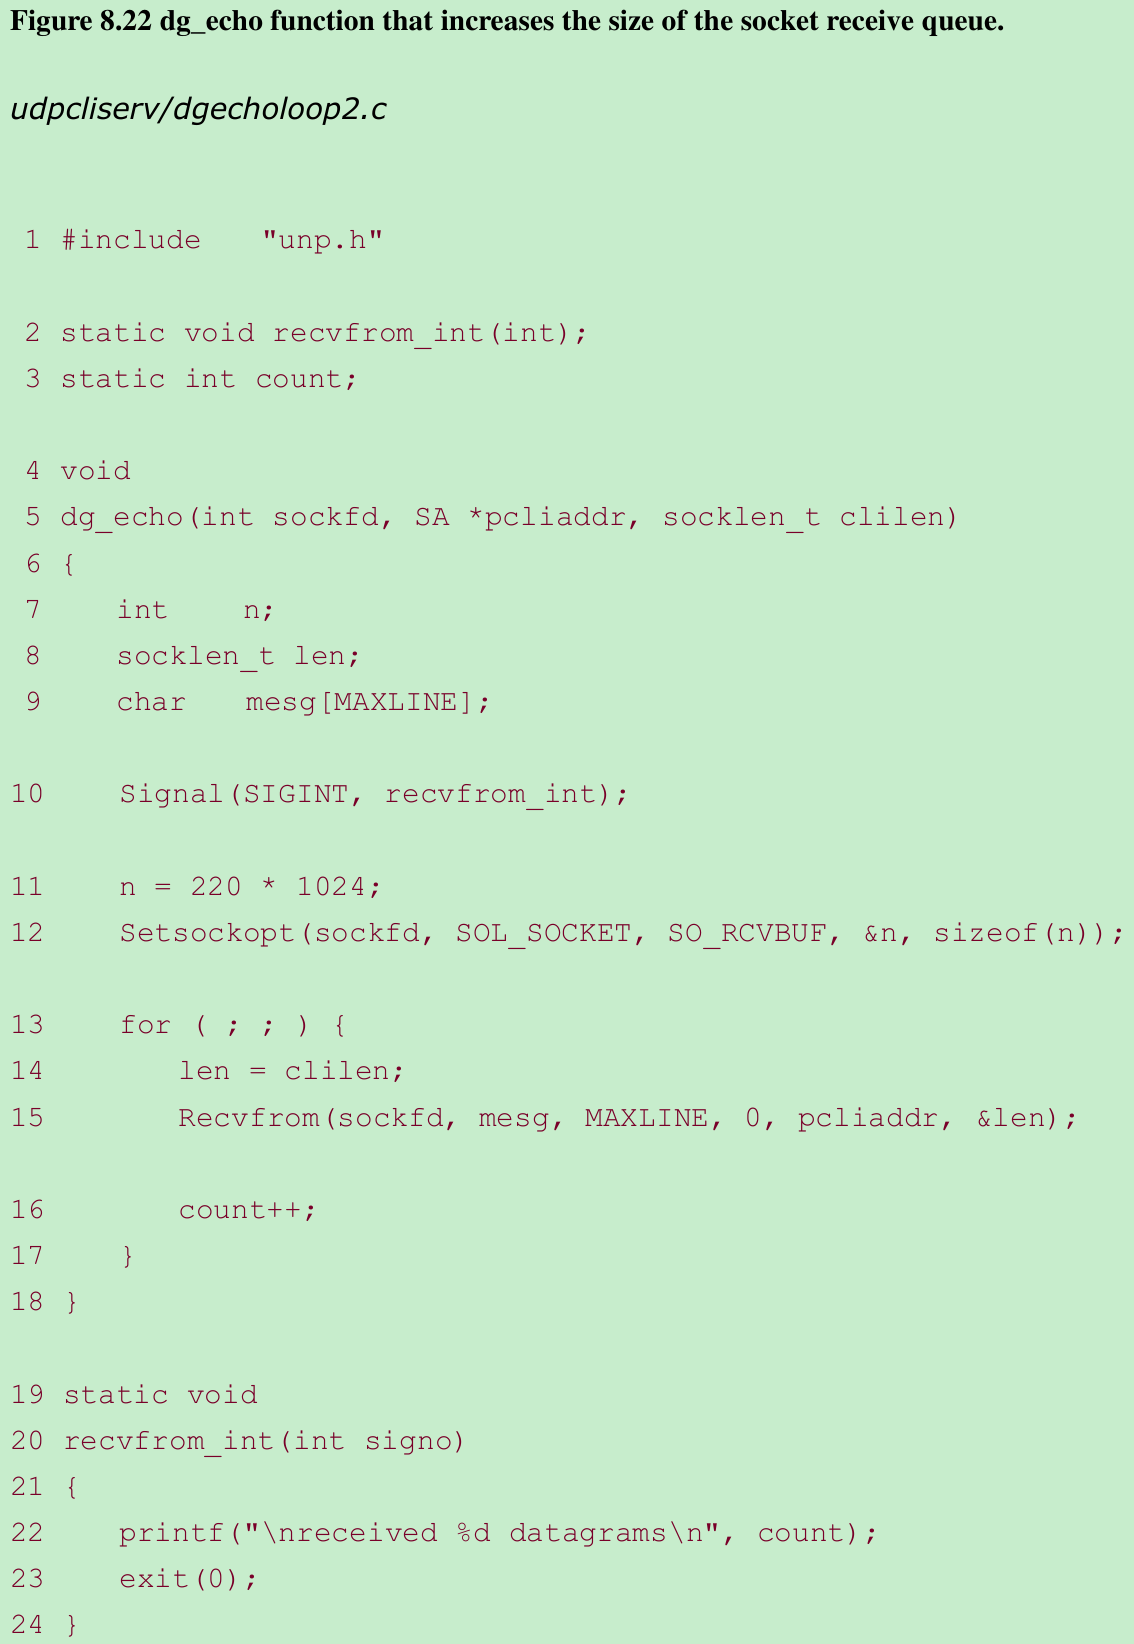 Figure 8.22 dg_echo function that increases the size of the socket receive queue.
udpcliserv/dgecholoop2.c
1 #include "unp.h"
2 static void recvfrom_int(int);
3 static int count;
4 void
5 dg_echo(int sockfd, SA *pcliaddr, socklen_t clilen)
6 {
7 int n;
8 socklen_t len;
9 char mesg[MAXLINE];
10 Signal(SIGINT, recvfrom_int);
11 n = 220 * 1024;
12 Setsockopt(sockfd, SOL_SOCKET, SO_RCVBUF, &n, sizeof(n));
13 for ( ; ; ) {
14 len = clilen;
15 Recvfrom(sockfd, mesg, MAXLINE, 0, pcliaddr, &len);
16 count++;
17 }
18 }
19 static void
20 recvfrom_int(int signo)
21 {
22 printf("\nreceived %d datagrams\n", count);
23 exit(0);
24 }